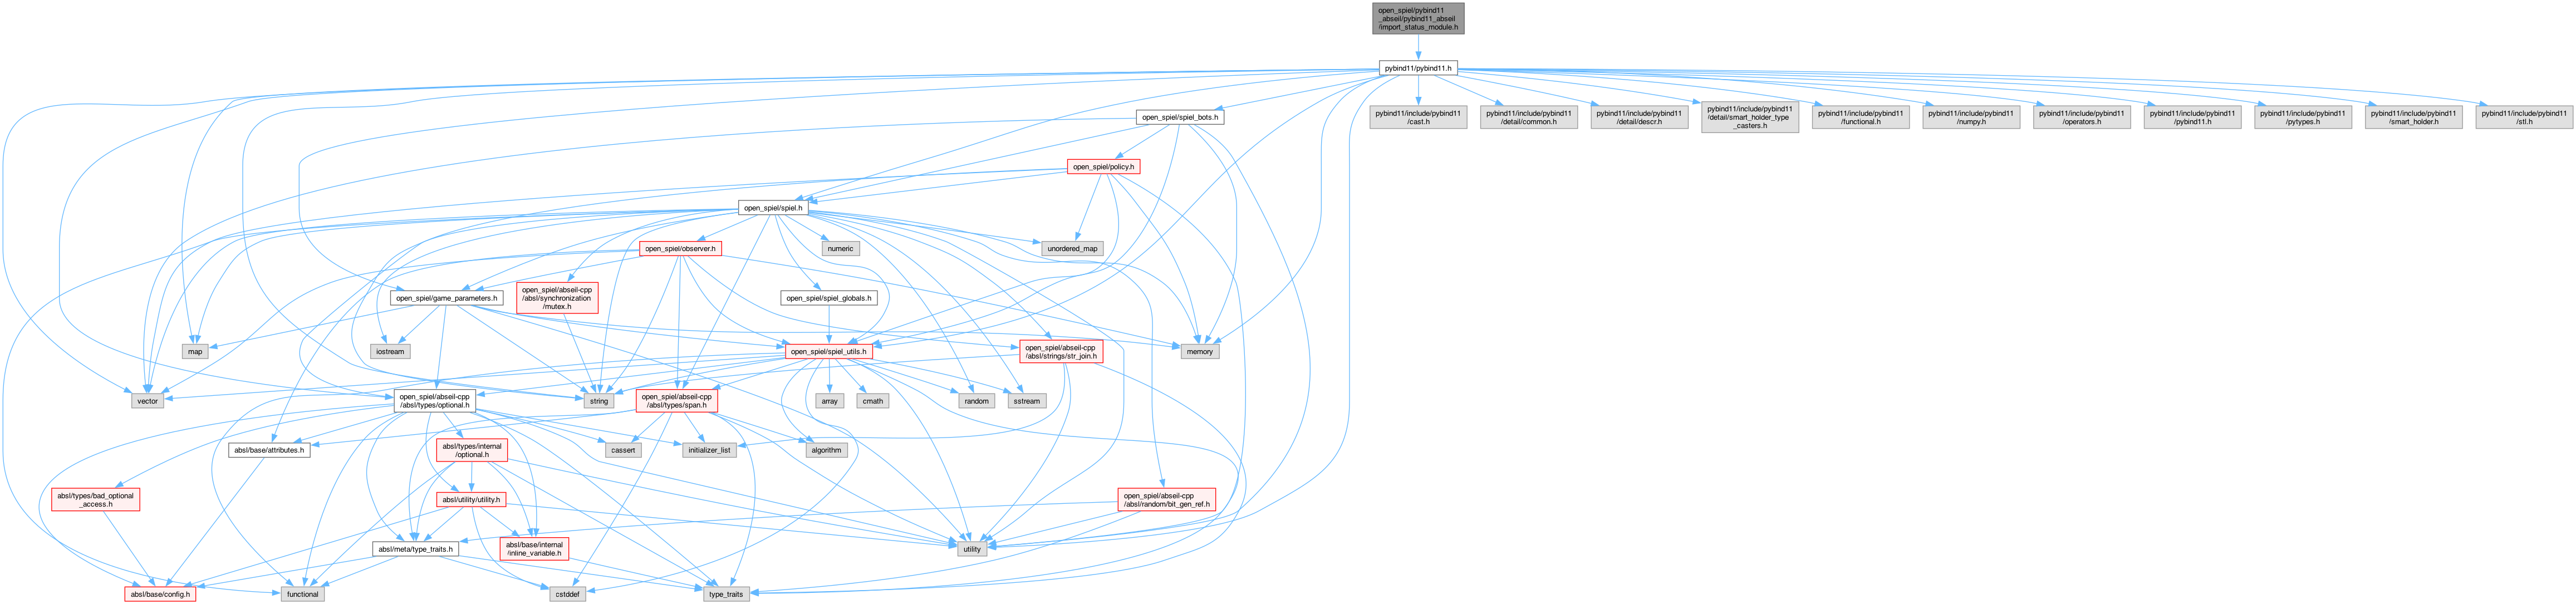 open_spiel/pybind11
_abseil/pybind11_abseil
/import_status_module.h
pybind11/pybind11.h
open_spiel/spiel_bots.h
pybind11/include/pybind11
/cast.h
pybind11/include/pybind11
/detail/common.h
pybind11/include/pybind11
/detail/descr.h
pybind11/include/pybind11
/detail/smart_holder_type
_casters.h
pybind11/include/pybind11
/functional.h
pybind11/include/pybind11
/numpy.h
pybind11/include/pybind11
/operators.h
pybind11/include/pybind11
/pybind11.h
pybind11/include/pybind11
/pytypes.h
pybind11/include/pybind11
/smart_holder.h
pybind11/include/pybind11
/stl.h
open_spiel/policy.h
open_spiel/spiel.h
open_spiel/observer.h
numeric
unordered_map
open_spiel/game_parameters.h
open_spiel/abseil-cpp
/absl/synchronization
/mutex.h
open_spiel/spiel_globals.h
map
iostream
open_spiel/spiel_utils.h
open_spiel/abseil-cpp
/absl/strings/str_join.h
memory
vector
open_spiel/abseil-cpp
/absl/types/optional.h
string
open_spiel/abseil-cpp
/absl/types/span.h
array
cmath
random
sstream
absl/base/attributes.h
absl/types/internal
/optional.h
cassert
initializer_list
algorithm
absl/types/bad_optional
_access.h
absl/utility/utility.h
open_spiel/abseil-cpp
/absl/random/bit_gen_ref.h
absl/meta/type_traits.h
absl/base/internal
/inline_variable.h
utility
absl/base/config.h
functional
cstddef
type_traits